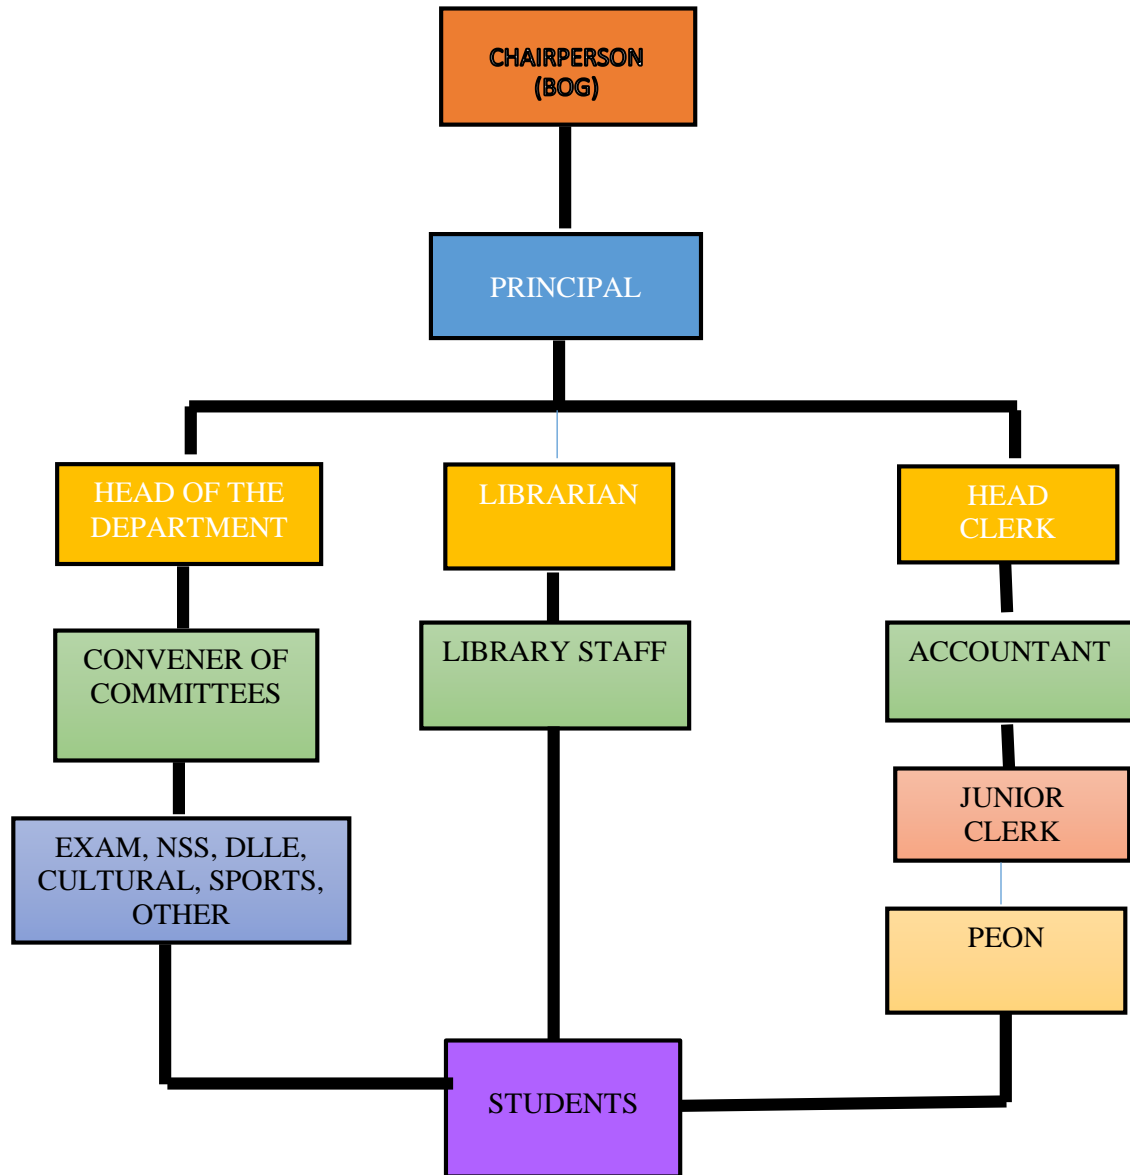 CHAIRPERSON
(BOG)
PRINCIPAL
HEAD OF THE
DEPARTMENT
LIBRARIAN
HEAD
CLERK
CONVENER OF
COMMITTEES
LIBRARY STAFF
ACCOUNTANT
JUNIOR
CLERK
EXAM, NSS, DLLE,
CULTURAL, SPORTS,
OTHER
PEON
STUDENTS